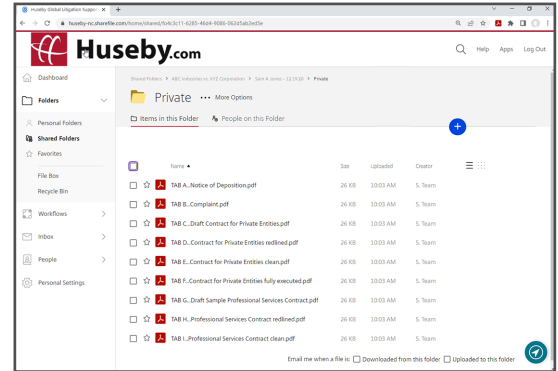 Huseby Global Litigation Suppo
huseby-nc.sharefile.com/home/shared/fo4c3c11-6285-46d4-9086-062d5ab3ed5e
Huseby.com
Help Apps Log Out
Dashboard
Folders
Personal Folders
Shared Folders
Favorites
File Box
Recycle Bin
Workflows
Inbox
People
Personal Settings
Shared Folders > ABC Industries vs. XYZ Corporation > Sam A Jones - 12.19.20 > Private
Private ••• More Options
Items in this Folder People on this Folder
Name Size Uploaded Creator
TAB A..Notice of Deposition.pdf 26 KB 10:03 AM S. Team
TAB B..Complaint.pdf 26 KB 10:03 AM S. Team
TAB C..Draft Contract for Private Entities.pdf 26 KB 10:03 AM S. Team
TAB D..Contract for Private Entities redlined.pdf 26 KB 10:03 AM S. Team
TAB E..Contract for Private Entities clean.pdf 26 KB 10:03 AM S. Team
TAB F..Contract for Private Entities fully executed.pdf 26 KB 10:03 AM S. Team
TAB G..Draft Sample Professional Services Contract.pdf 26 KB 10:03 AM S. Team
TAB H..Professional Services Contract redlined.pdf 26 KB 10:03 AM S. Team
TAB I..Professional Services Contract clean.pdf 26 KB 10:03 AM S. Team
Email me when a file is: Downloaded from this folder Uploaded to this folder